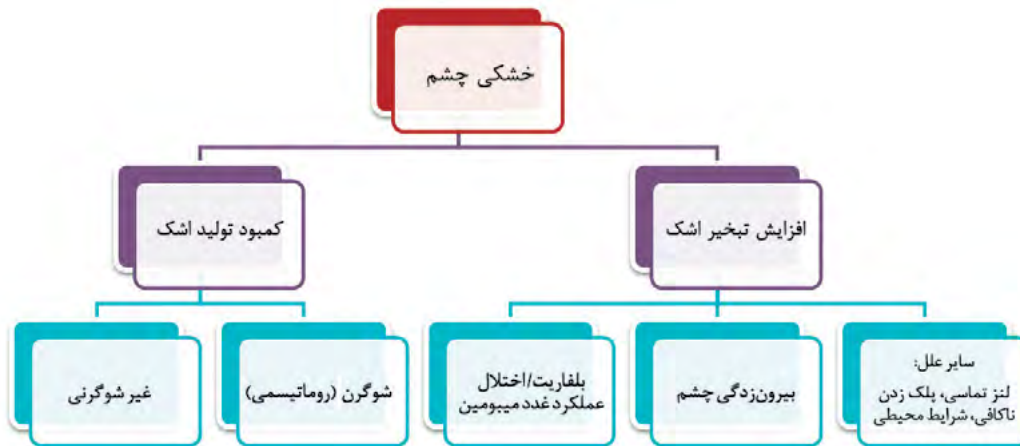 خشکی چشم
افزایش تبخیر اشک
کمبود تولید اشک
سایر علل:
لنز تماسی، پلک زدن
ناکافی، شرایط محیطی
بیرون‌زدگی چشم
بلفاریت/اختلال
عملکرد غدد میبومین
شوگرن (روماتیسمی)
غیر شوگرنی